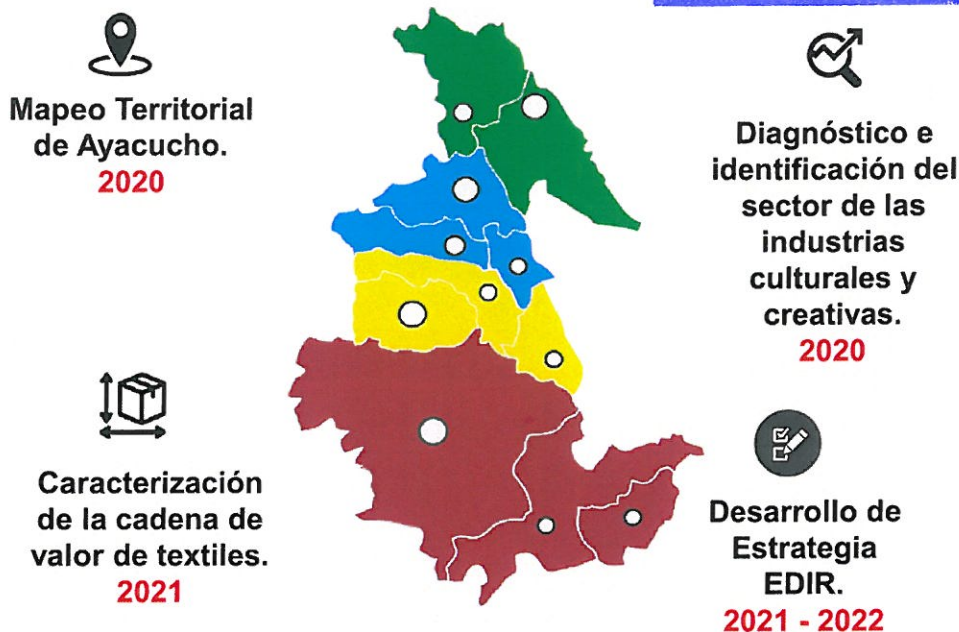 Mapeo Territorial
de Ayacucho.
2020
Diagnóstico e
identificación del
sector de las
industrias
culturales y
creativas.
2020
Caracterización
de la cadena de
valor de textiles.
2021
Desarrollo de
Estrategia
EDIR.
2021 - 2022